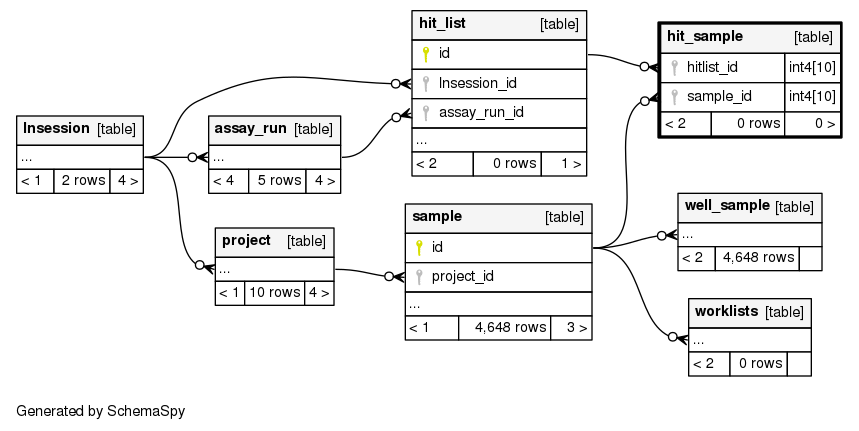 hit_list [table]
id
lnsession_id
assay_run_id
...
< 2 0 rows 1 >
hit_sample [table]
hitlist_id int4[10]
sample_id int4[10]
< 2 0 rows 0 >
lnsession [table]
...
< 1 2 rows 4 >
assay_run [table]
...
< 4 5 rows 4 >
project [table]
...
< 1 10 rows 4 >
sample [table]
id
project_id
...
< 1 4,648 rows 3 >
well_sample [table]
...
< 2 4,648 rows
worklists [table]
...
< 2 0 rows
Generated by SchemaSpy